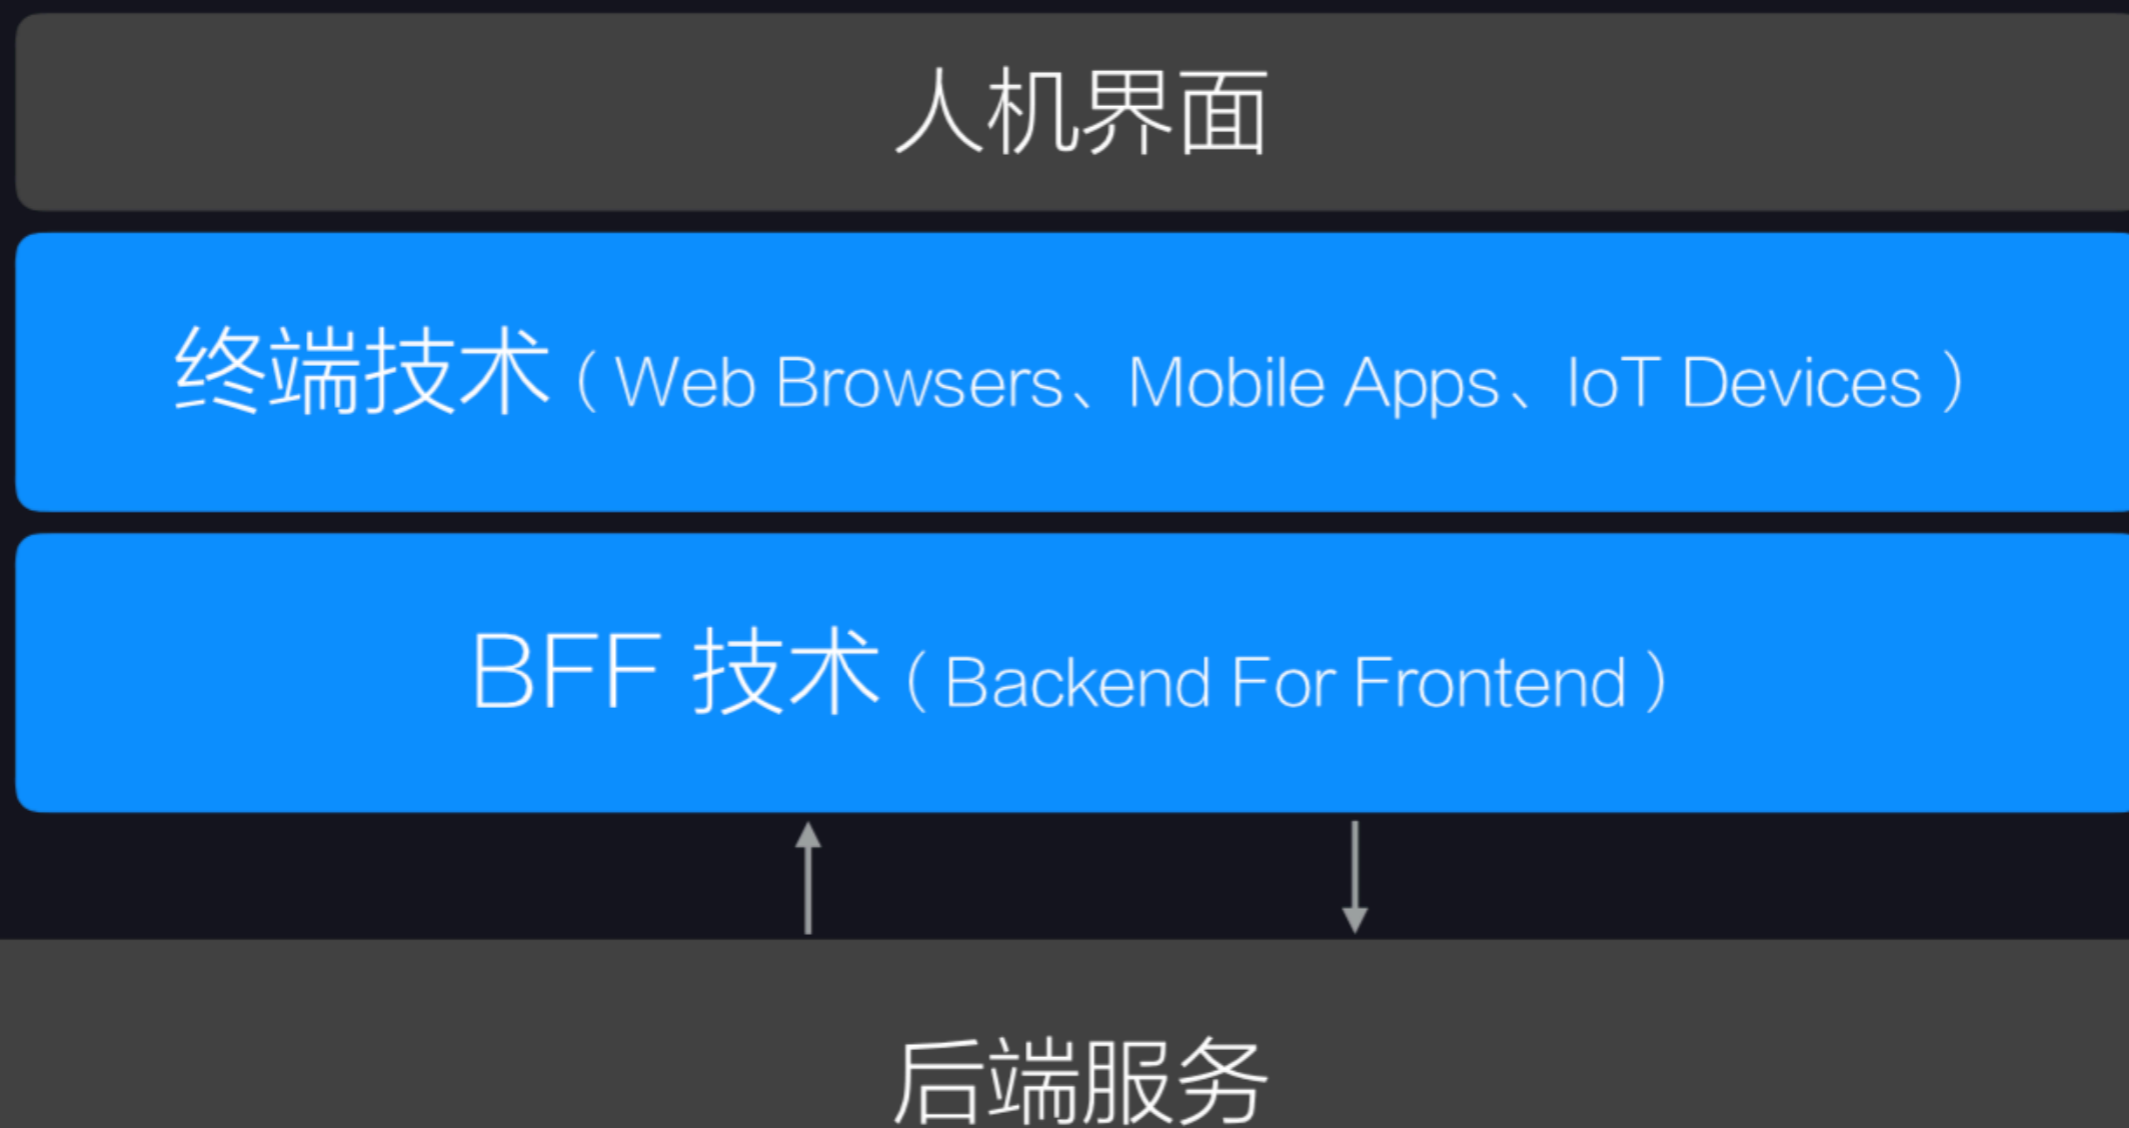 人机界面
终端技术（Web Browsers、Mobile Apps、IoT Devices）
BFF 技术（Backend For Frontend）
后端服务